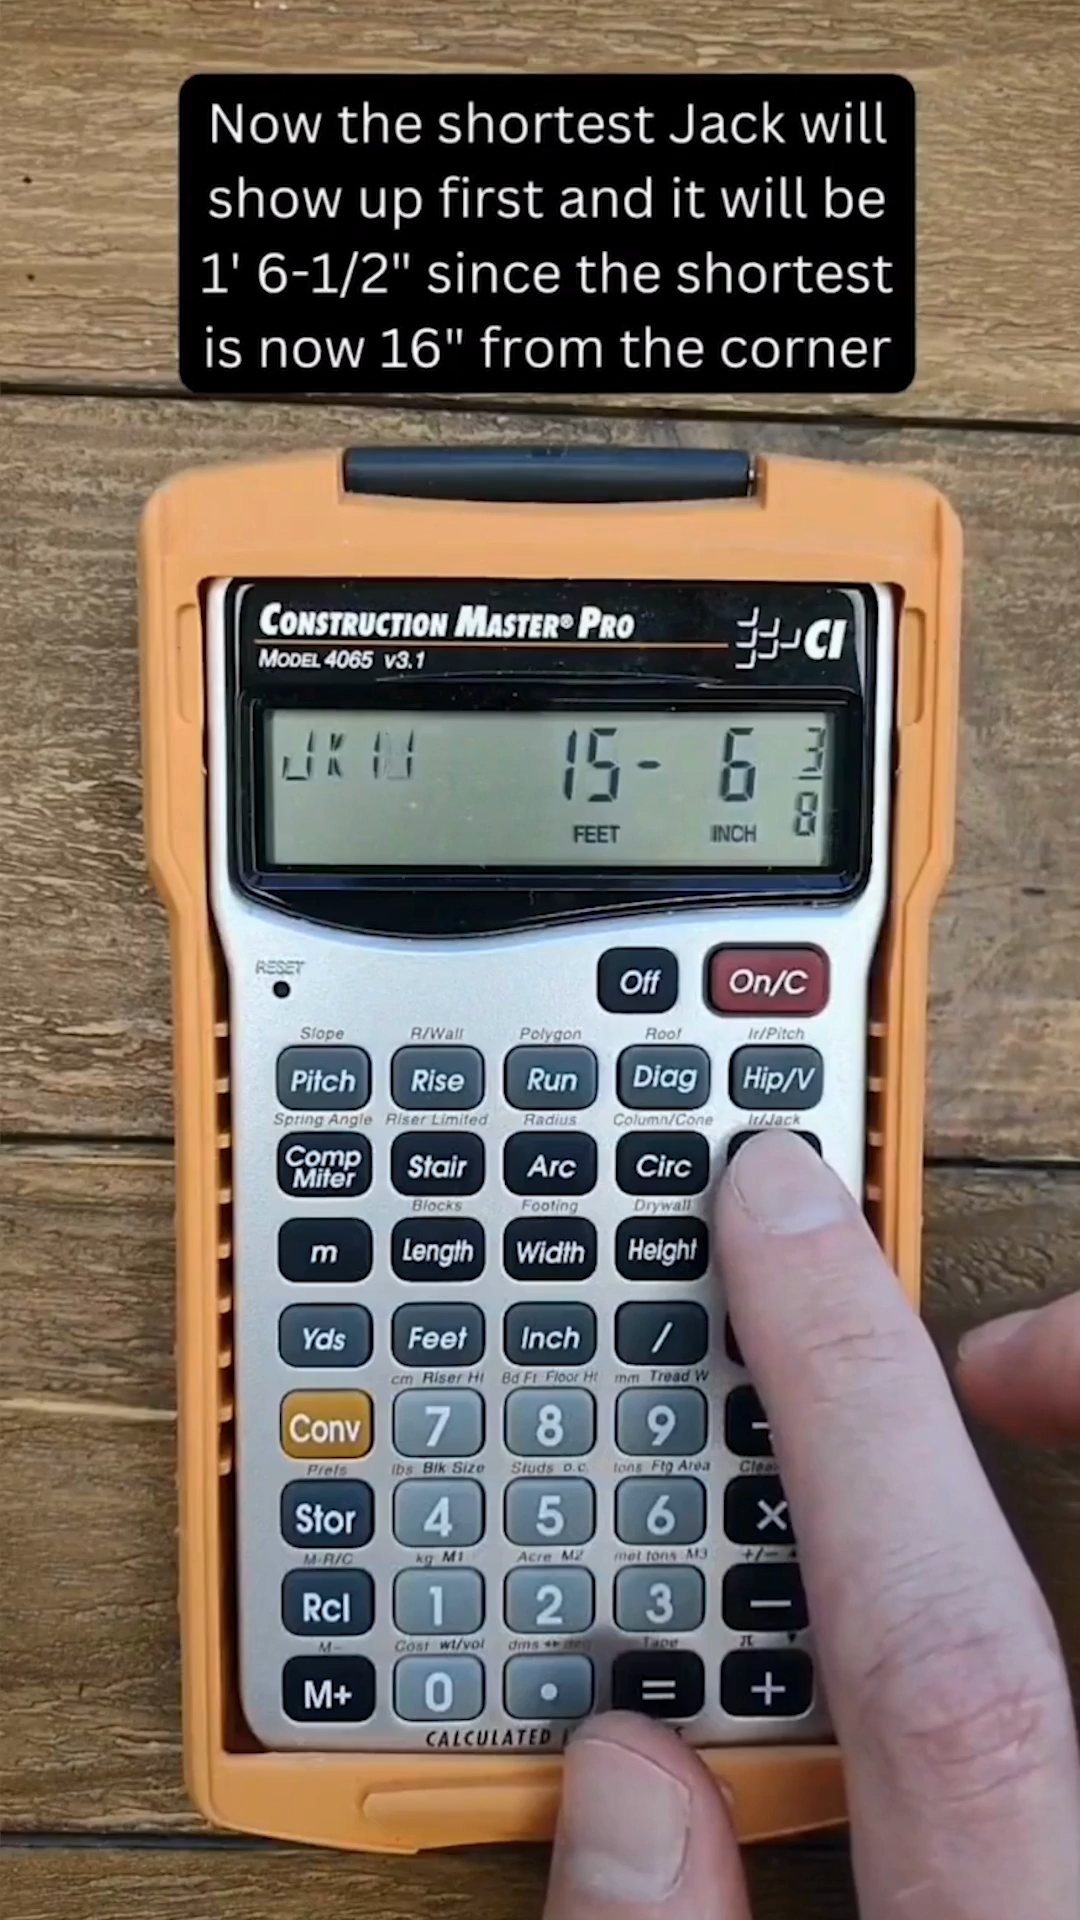 Now the shortest Jack will
show up first and it will be
1' 6-1/2" since the shortest
is now 16" from the corner
CONSTRUCTION MASTER® PRO
MODEL 4065 v3.1
CI
15- 6 3/8
FEET INCH
RESET
Off On/C
Slope R/Wall Polygon Roof Ir/Pitch
Pitch Rise Run Diag Hip/V
Spring Angle Riser Limited Radius Column/Cone Ir/Jack
Comp Miter Stair Arc Circ
Blocks Footing Drywall
m Length Width Height
Yds Feet Inch /
cm Riser Ht Bd Ft Floor Ht mm Tread W
Conv 7 8 9
Prefs lbs Blk Size Studs o.c. tons Ftg Area
Stor 4 5 6 ×
M-R/C kg M1 Acre M2 met tons M3 +/-
Rcl 1 2 3 −
M- Cost wt/vol dms Tape π
M+ 0 • = +
CALCULATED